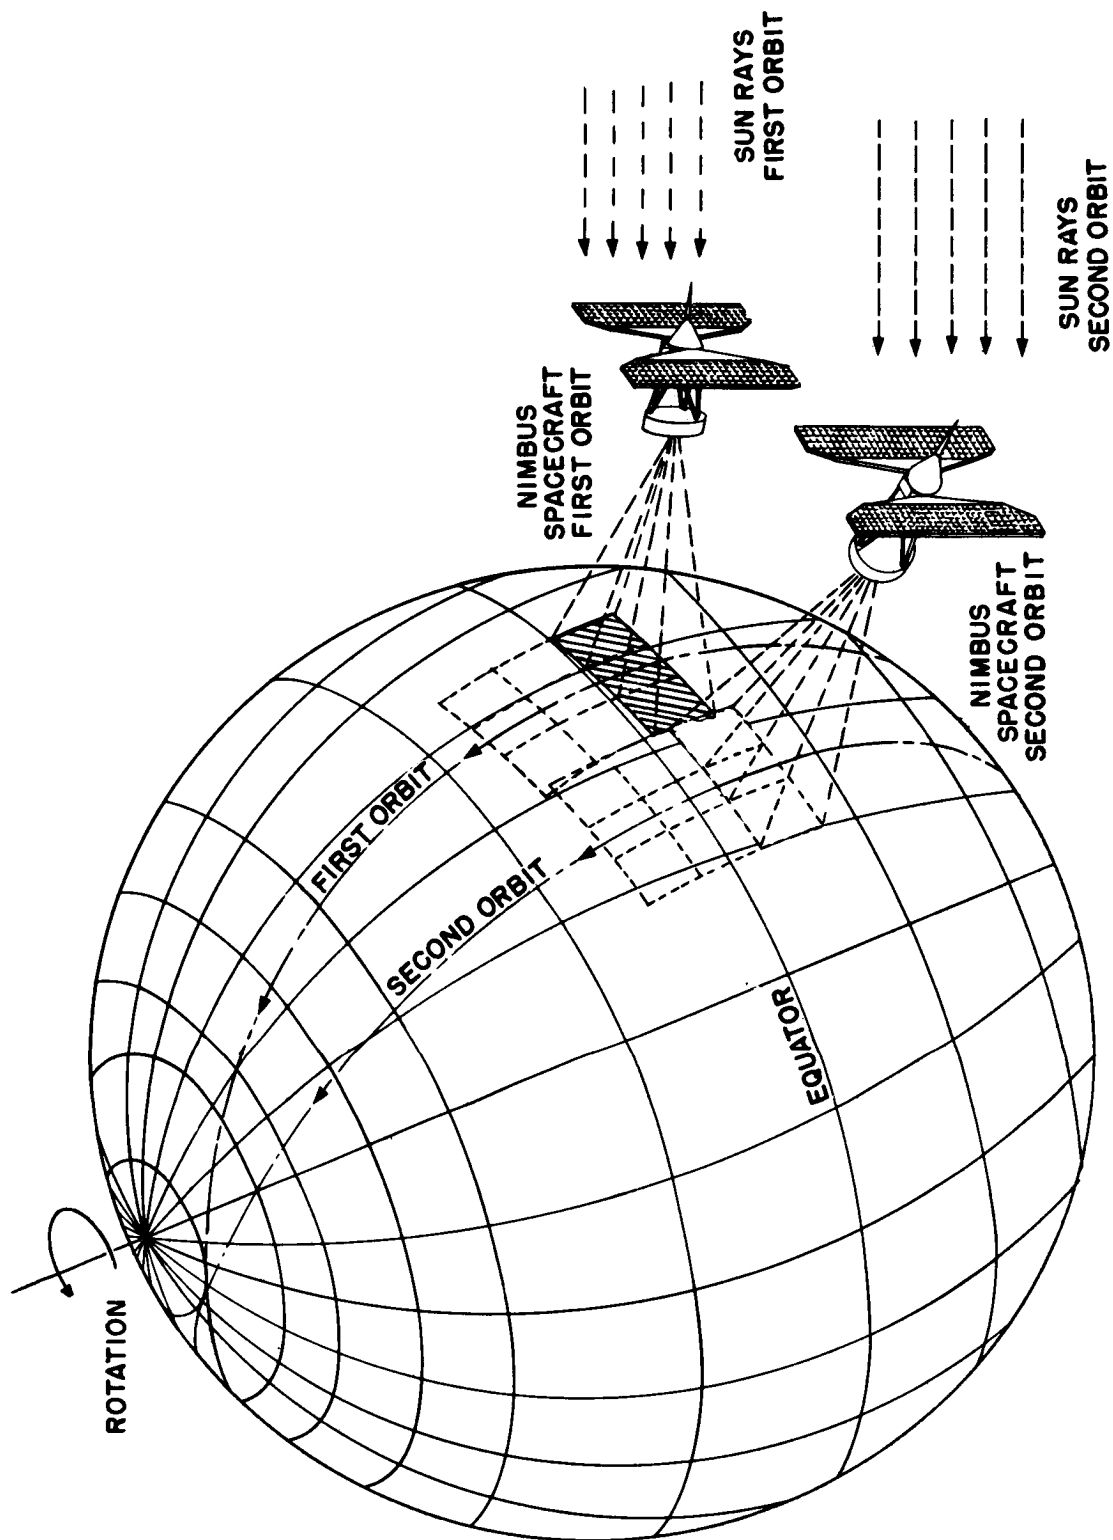 ROTATION
FIRST ORBIT
SECOND ORBIT
EQUATOR
NIMBUS
SPACECRAFT
FIRST ORBIT
NIMBUS
SPACECRAFT
SECOND ORBIT
SUN RAYS
FIRST ORBIT
SUN RAYS
SECOND ORBIT